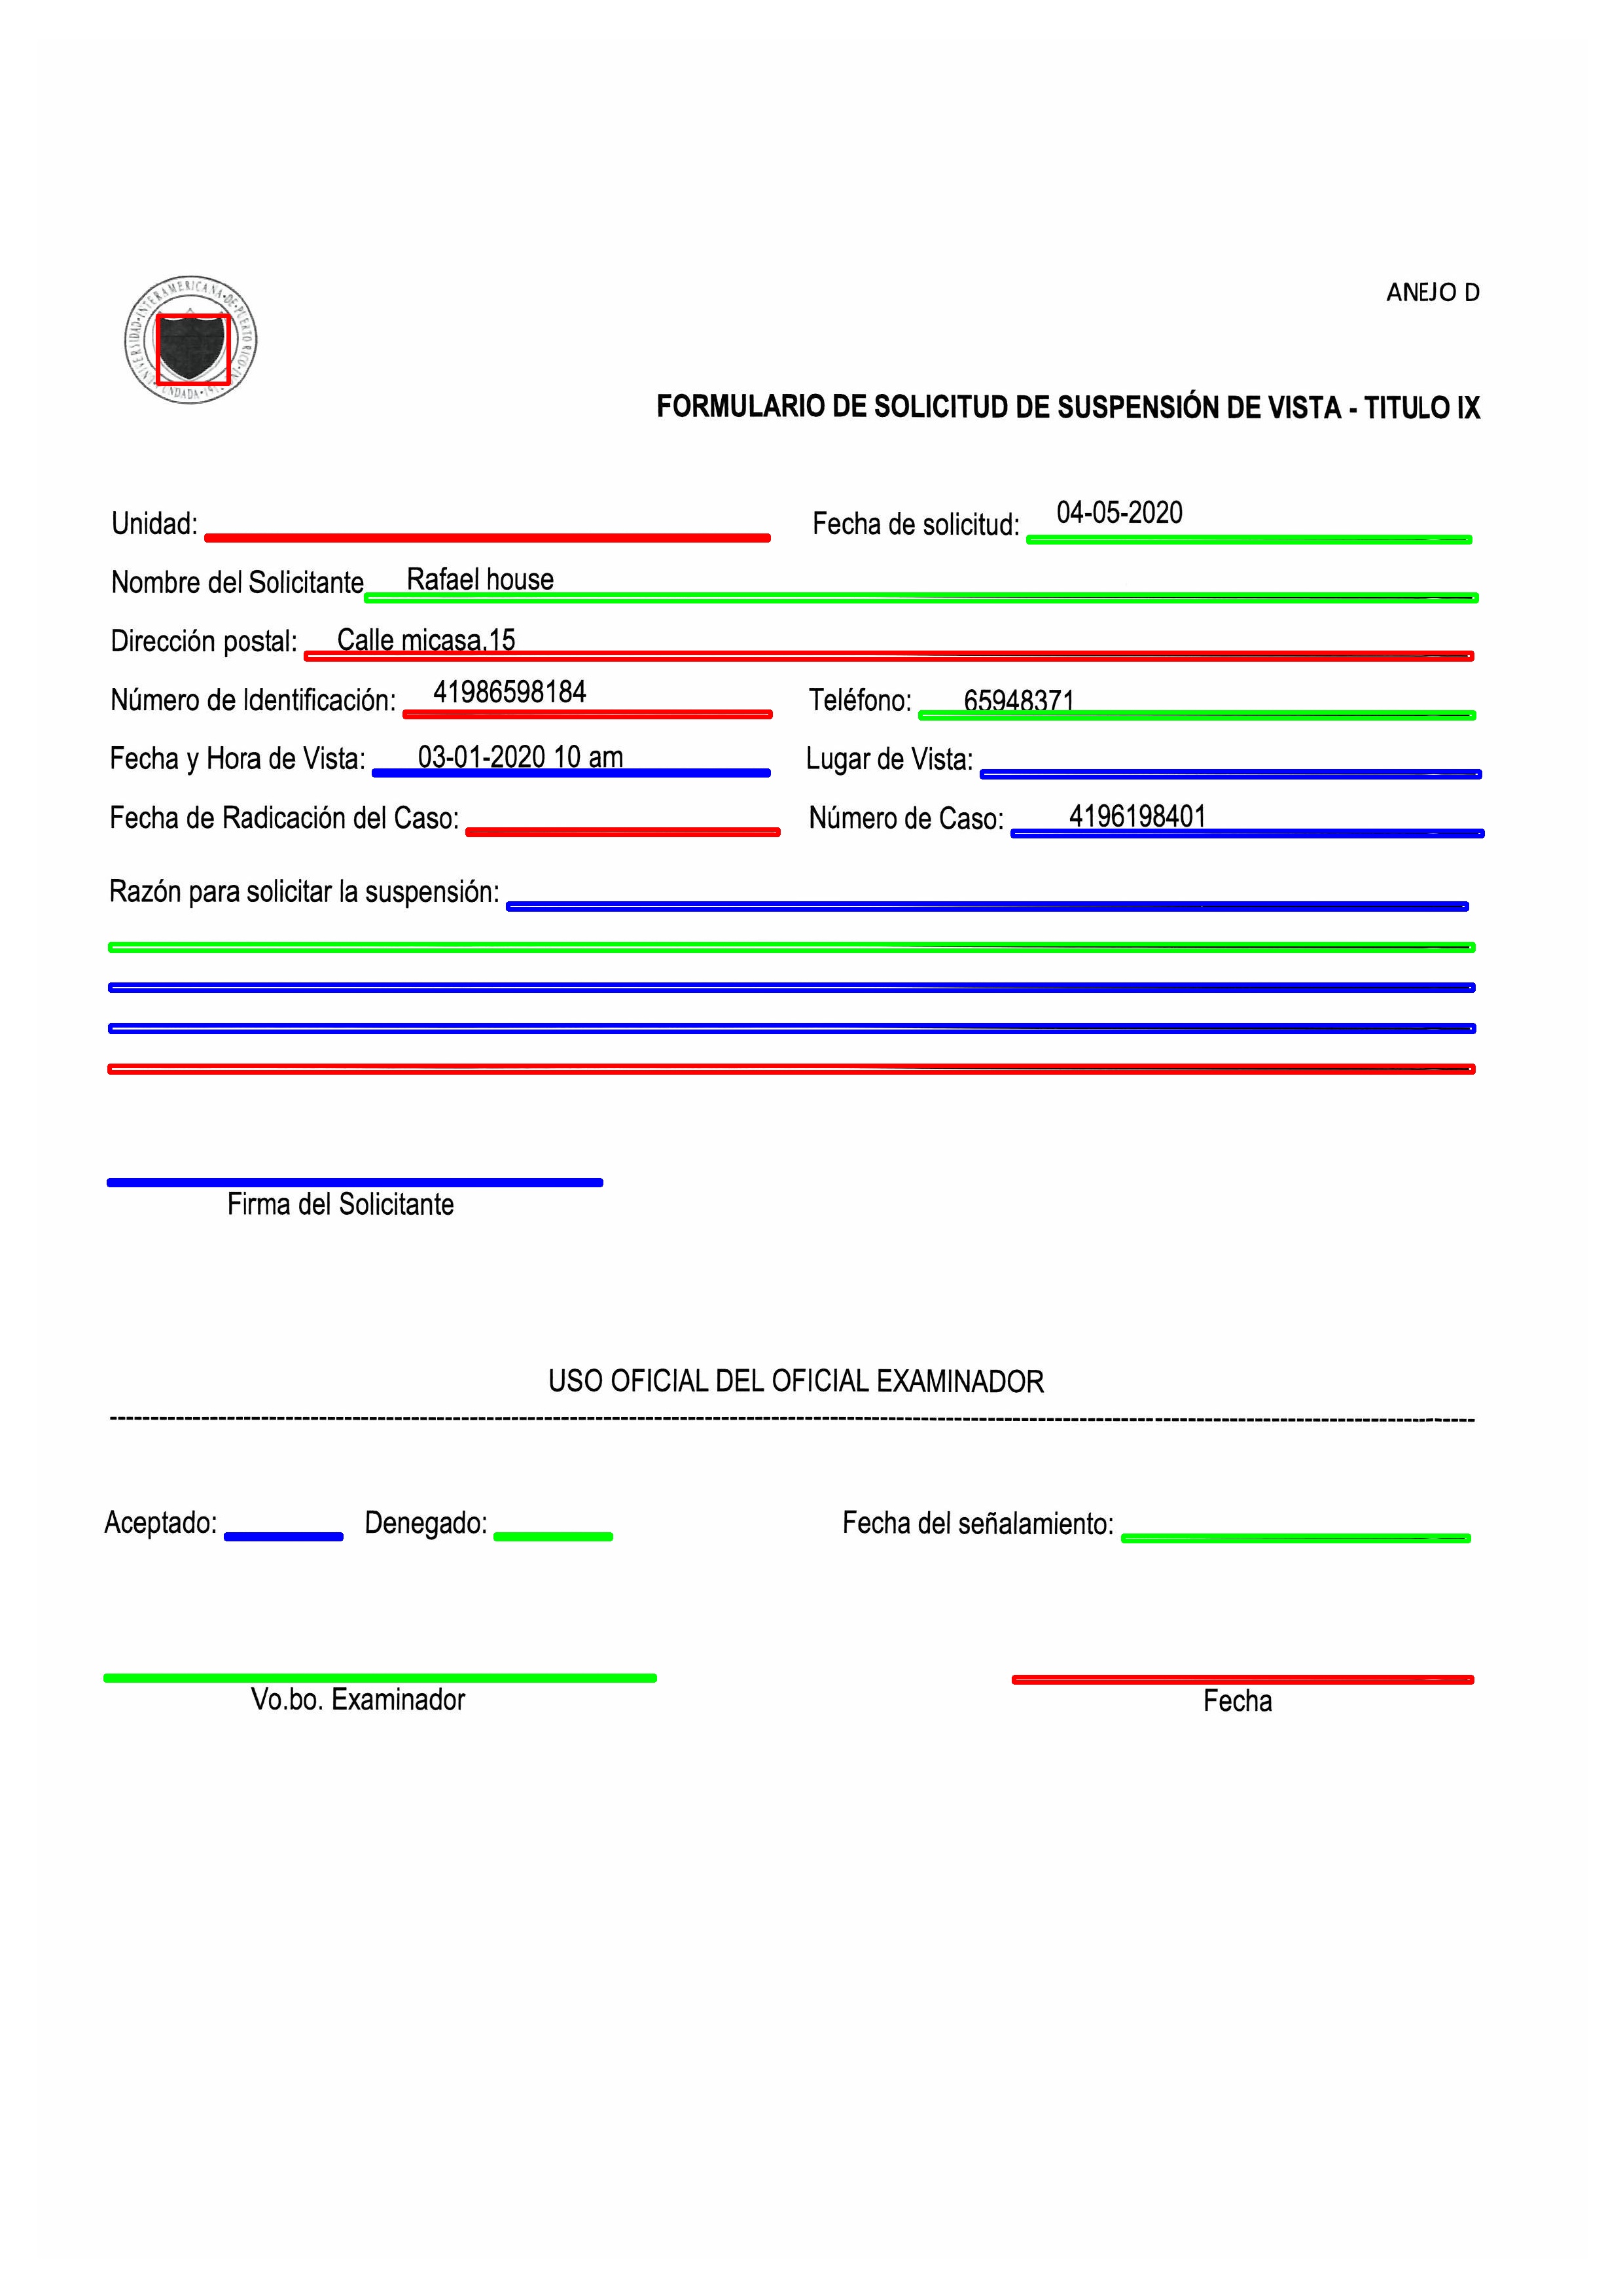 UNIVERSIDAD•INTERAMERICANA•DE•PUERTO RICO•
ANEJO D
FORMULARIO DE SOLICITUD DE SUSPENSIÓN DE VISTA - TITULO IX
Unidad: Fecha de solicitud: 04-05-2020
Nombre del Solicitante Rafael house
Dirección postal: Calle micasa,15
Número de Identificación: 41986598184 Teléfono: 65948371
Fecha y Hora de Vista: 03-01-2020 10 am Lugar de Vista:
Fecha de Radicación del Caso: Número de Caso: 4196198401
Razón para solicitar la suspensión:
Firma del Solicitante
USO OFICIAL DEL OFICIAL EXAMINADOR
Aceptado: Denegado: Fecha del señalamiento:
Vo.bo. Examinador Fecha